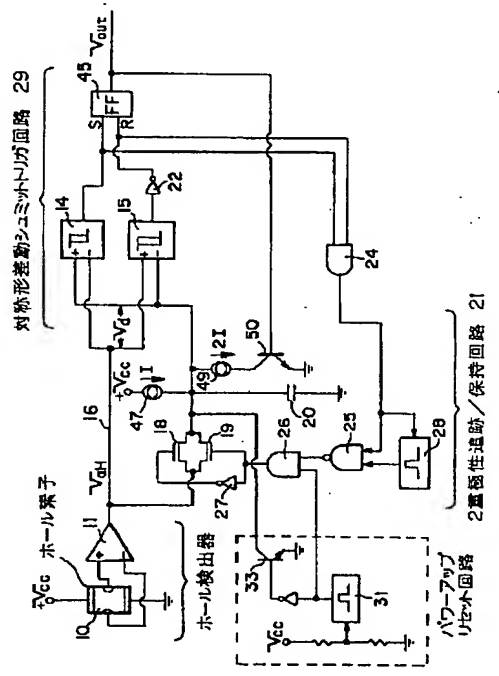 対称形差動シュミットトリガ回路 29
Vout
45
S
FF
R
22
14
+
-
15
+
-
24
Vd
+Vcc
I
47
2I
49
50
20
16
VaH
18
19
27
26
25
28
2重極性追跡/保持回路 21
ホール素子
+Vcc
10
11
+
-
ホール検出器
33
31
Vcc
パワーアップ
リセット回路